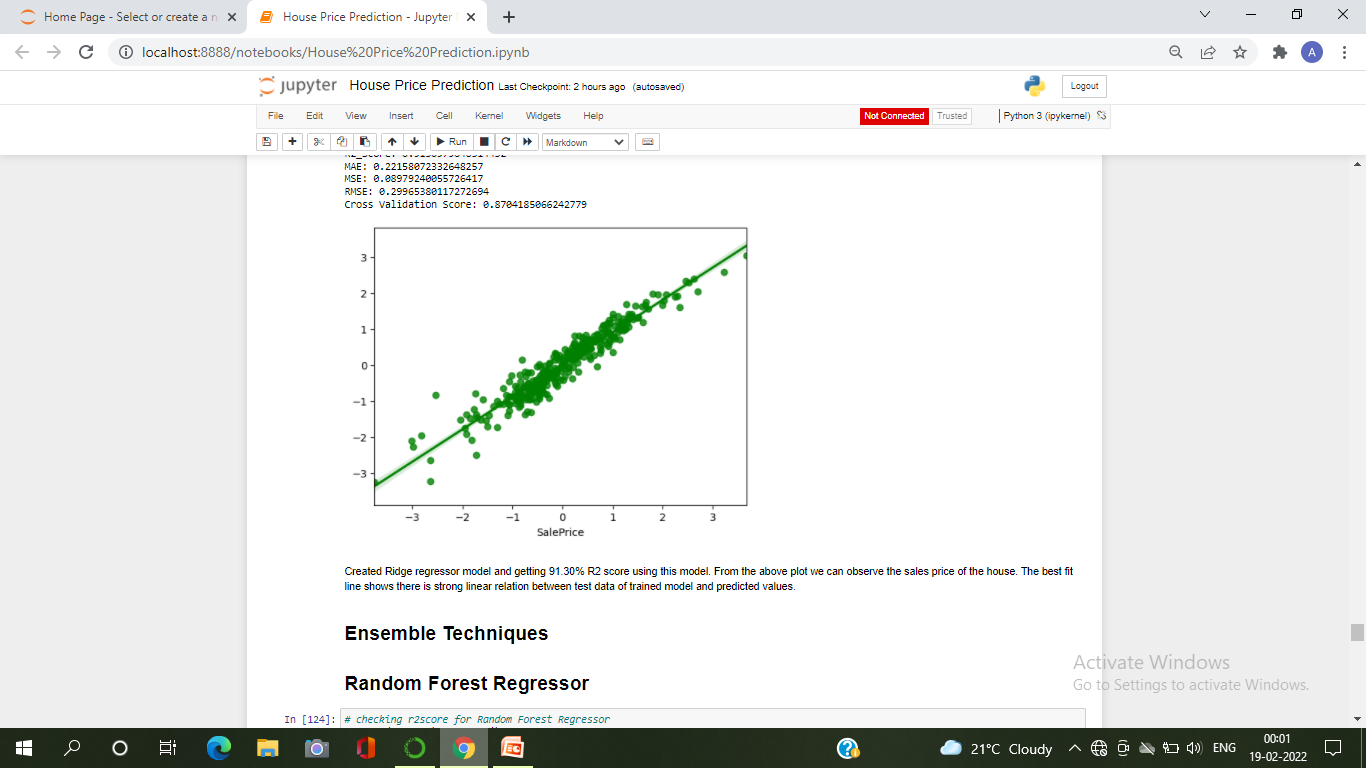 Home Page - Select or create a n
House Price Prediction - Jupyter
localhost:8888/notebooks/House%20Price%20Prediction.ipynb
A
jupyter House Price Prediction Last Checkpoint: 2 hours ago (autosaved)
Logout
File Edit View Insert Cell Kernel Widgets Help
Not Connected Trusted Python 3 (ipykernel)
Run Markdown
MAE: 0.22158072332648257
MSE: 0.08979240055726417
RMSE: 0.29965380117272694
Cross Validation Score: 0.8704185066242779
3
2
1
0
−1
−2
−3
−3 −2 −1 0 1 2 3
SalePrice
Created Ridge regressor model and getting 91.30% R2 score using this model. From the above plot we can observe the sales price of the house. The best fit
line shows there is strong linear relation between test data of trained model and predicted values.
Ensemble Techniques
Random Forest Regressor
In [124]: # checking r2score for Random Forest Regressor
Activate Windows
Go to Settings to activate Windows.
21°C Cloudy ENG 00:01
19-02-2022